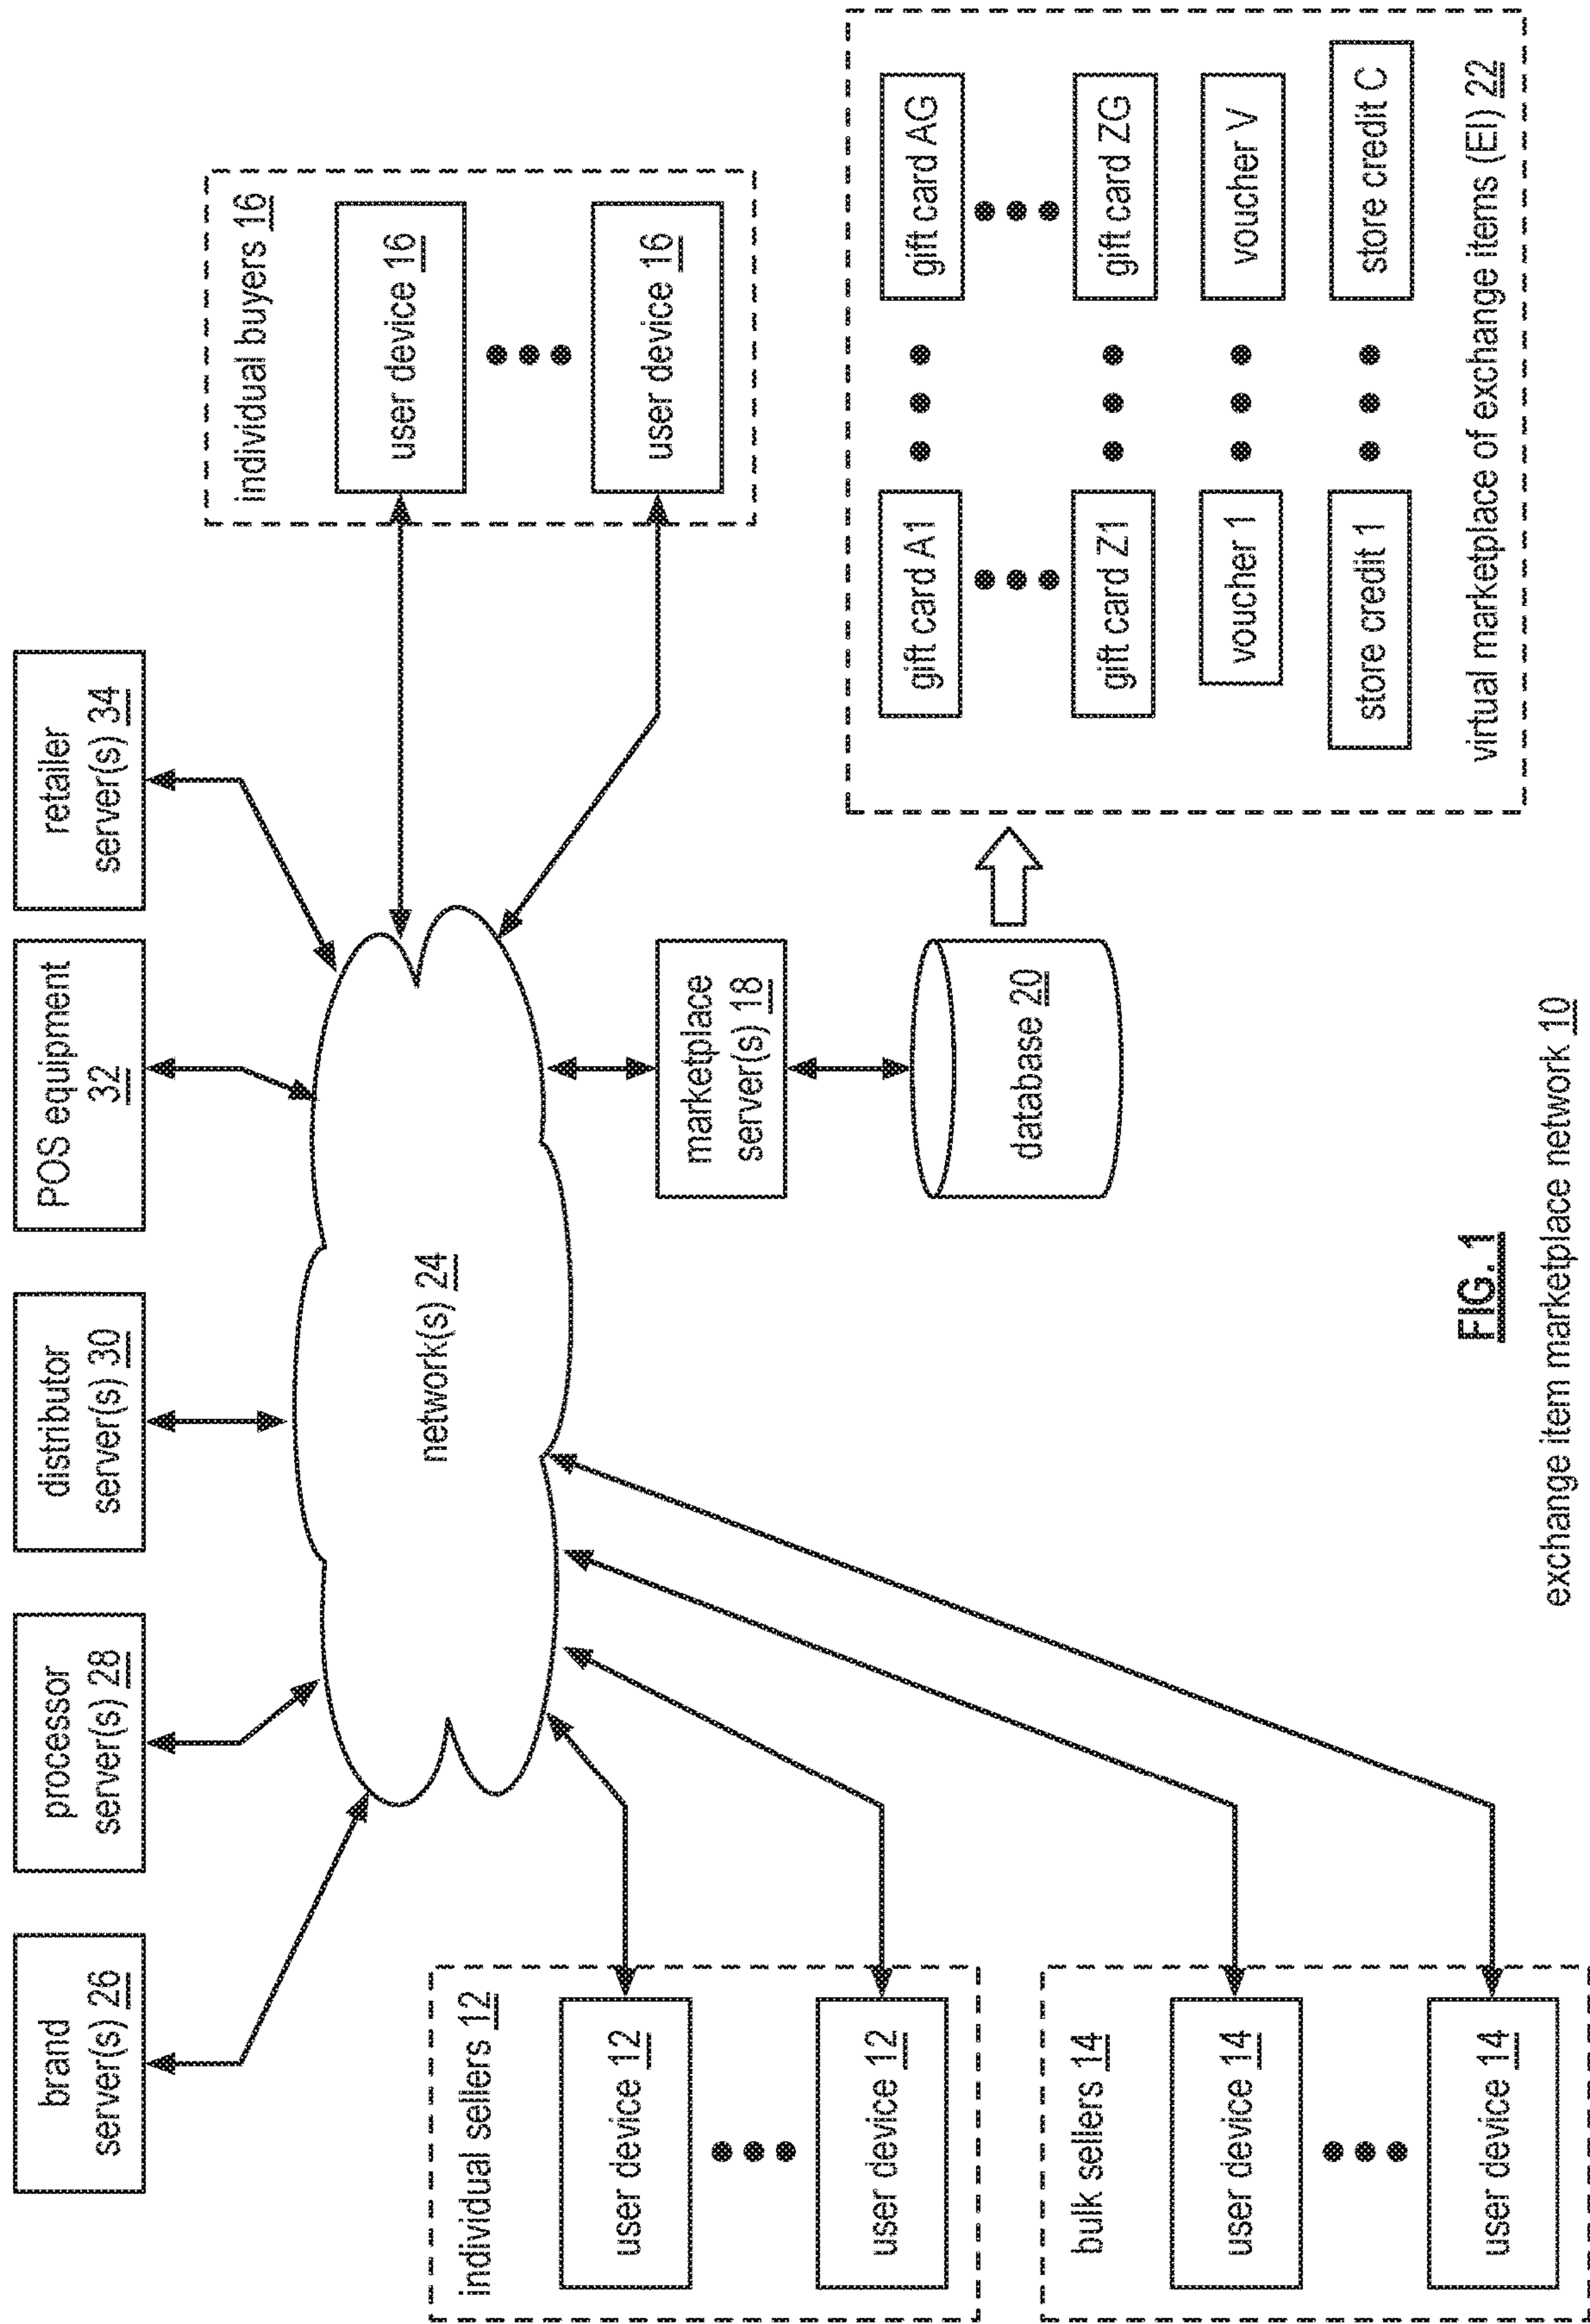 brand
server(s) 26
processor
server(s) 28
distributor
server(s) 30
POS equipment
32
retailer
server(s) 34
individual sellers 12
user device 12
user device 12
bulk sellers 14
user device 14
user device 14
network(s) 24
marketplace
server(s) 18
database 20
individual buyers 16
user device 16
user device 16
gift card A1
gift card AG
gift card Z1
gift card ZG
voucher 1
voucher V
store credit 1
store credit C
virtual marketplace of exchange items (EI) 22
FIG. 1
exchange item marketplace network 10